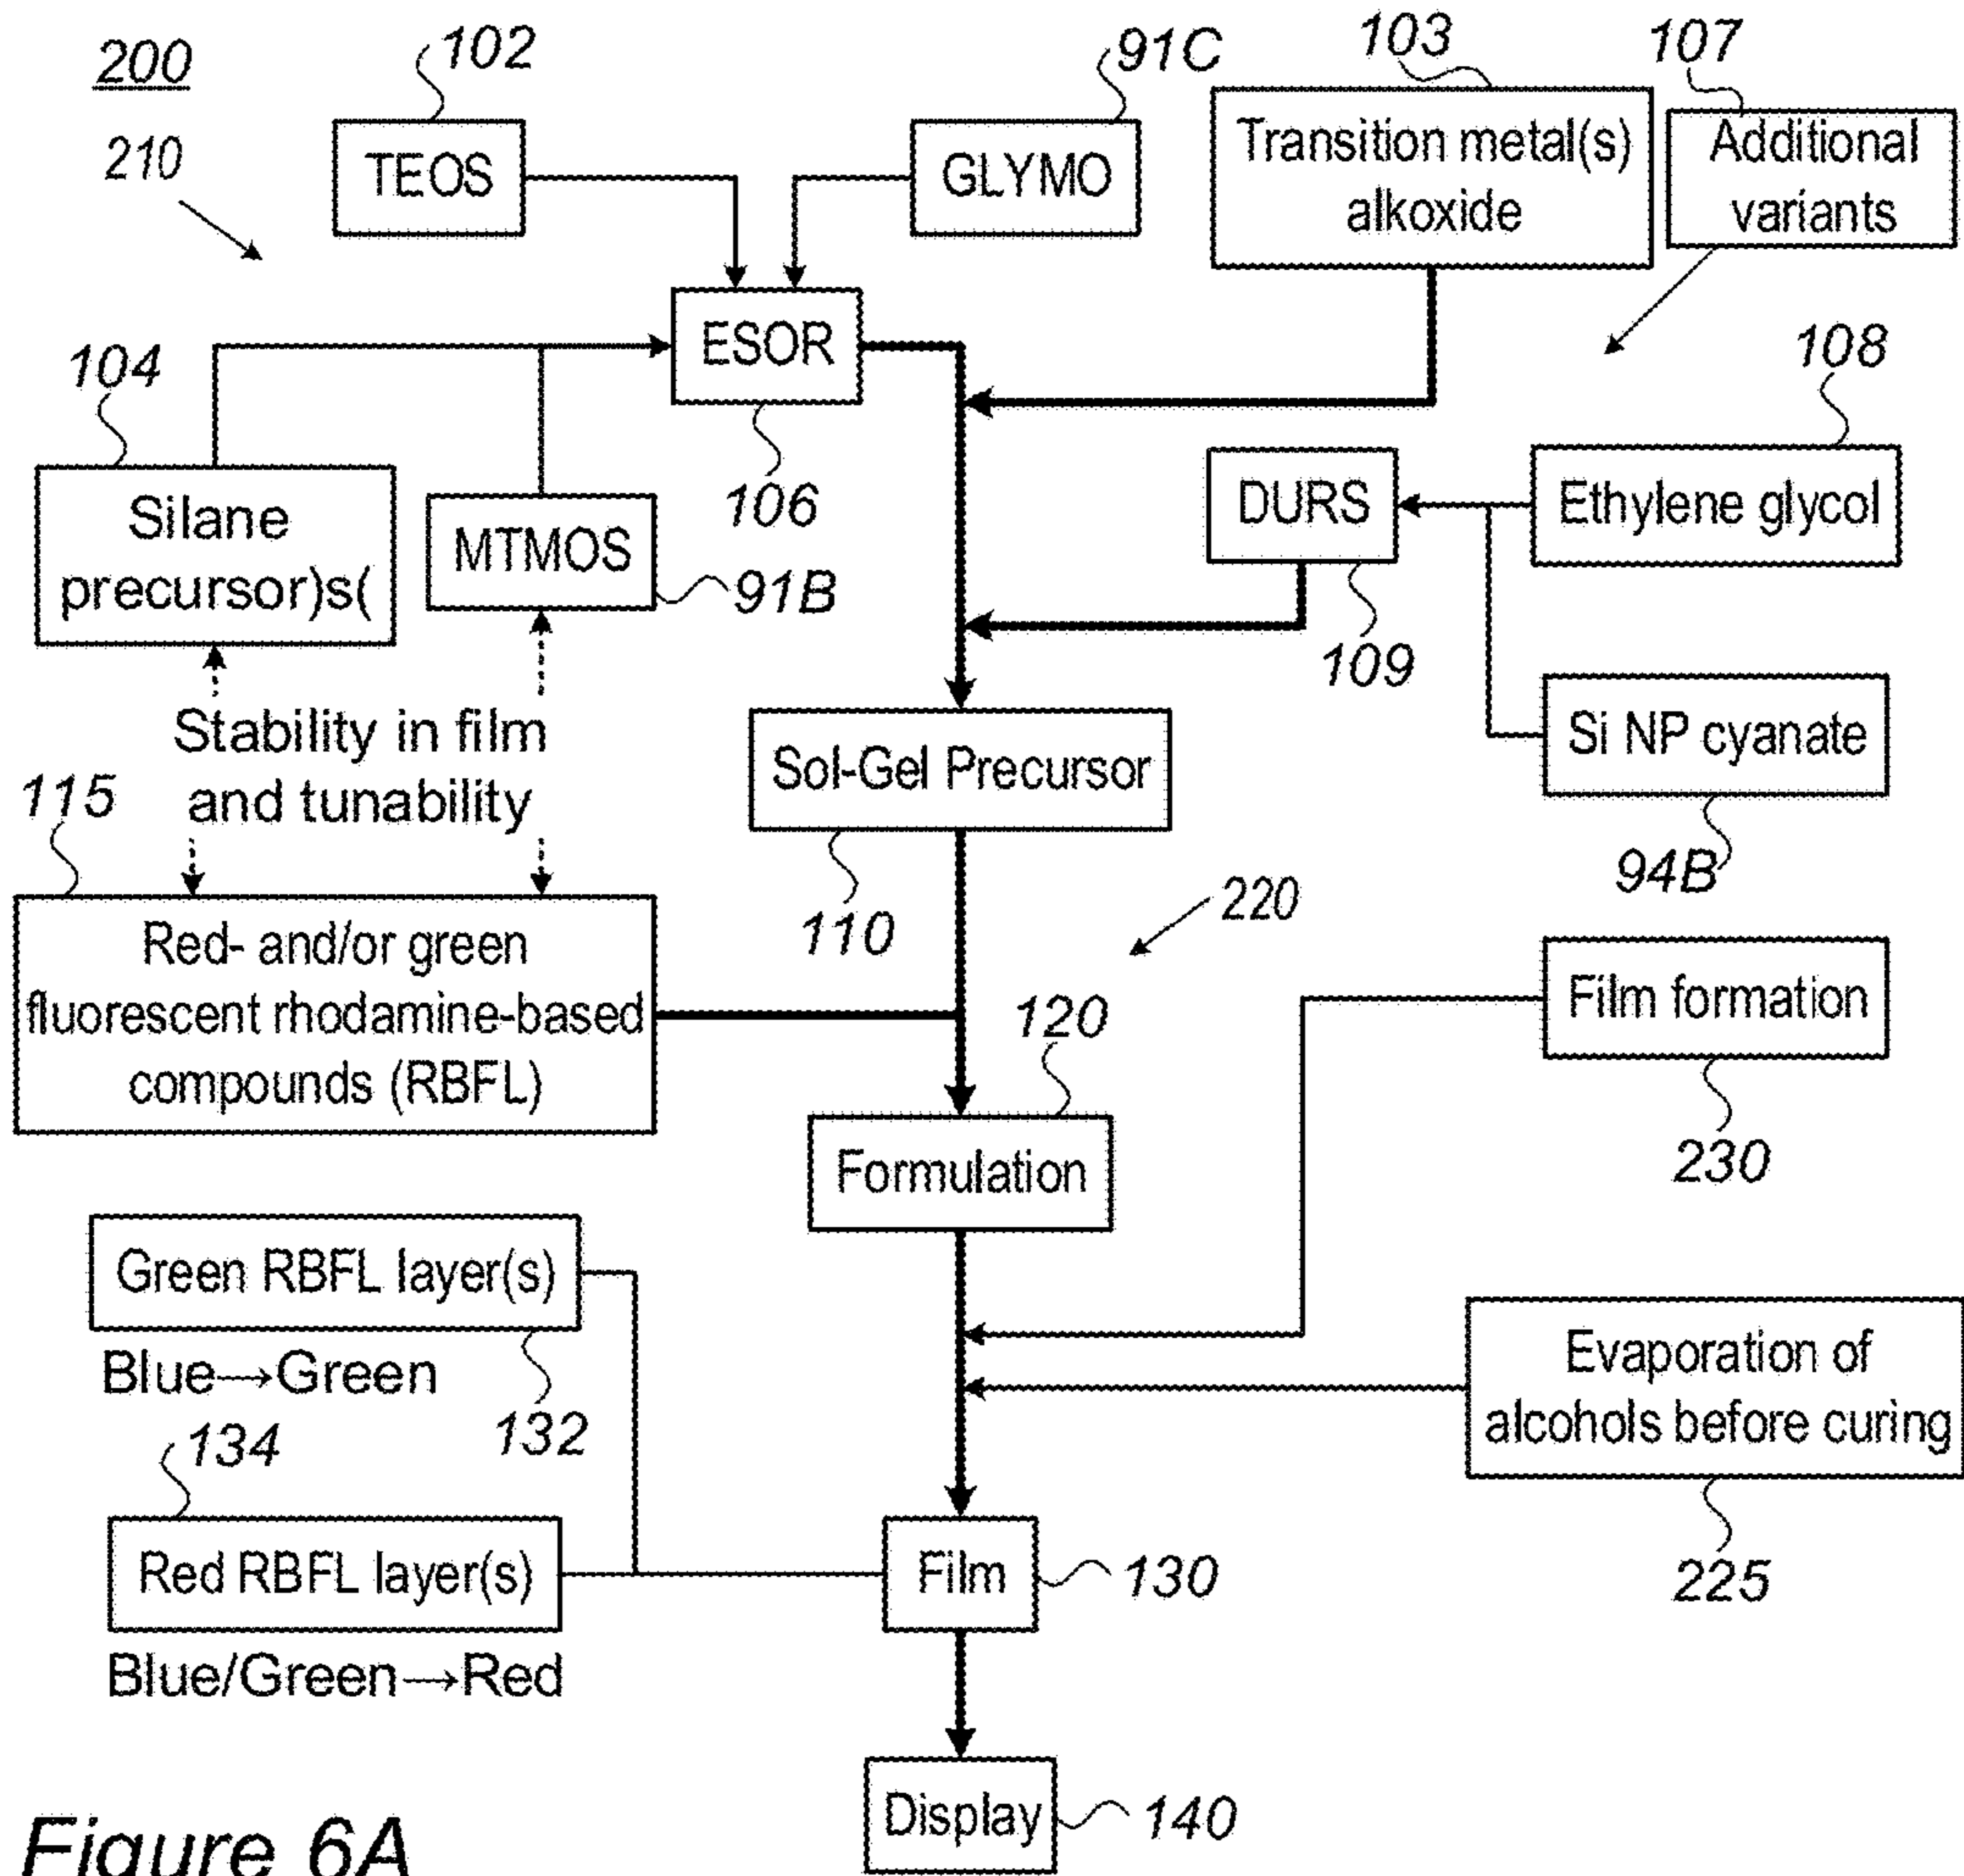 200
210
102
TEOS
91C
GLYMO
103
Transition metal(s)
alkoxide
107
Additional
variants
ESOR
106
104
Silane
precursor)s(
MTMOS
91B
108
Ethylene glycol
DURS
109
Si NP cyanate
94B
Stability in film
and tunability
Sol-Gel Precursor
110
115
Red- and/or green
fluorescent rhodamine-based
compounds (RBFL)
220
120
Formulation
Film formation
230
Green RBFL layer(s)
Blue→Green
132
Evaporation of
alcohols before curing
225
134
Red RBFL layer(s)
Blue/Green→Red
Film
130
Display
140
Figure 6A